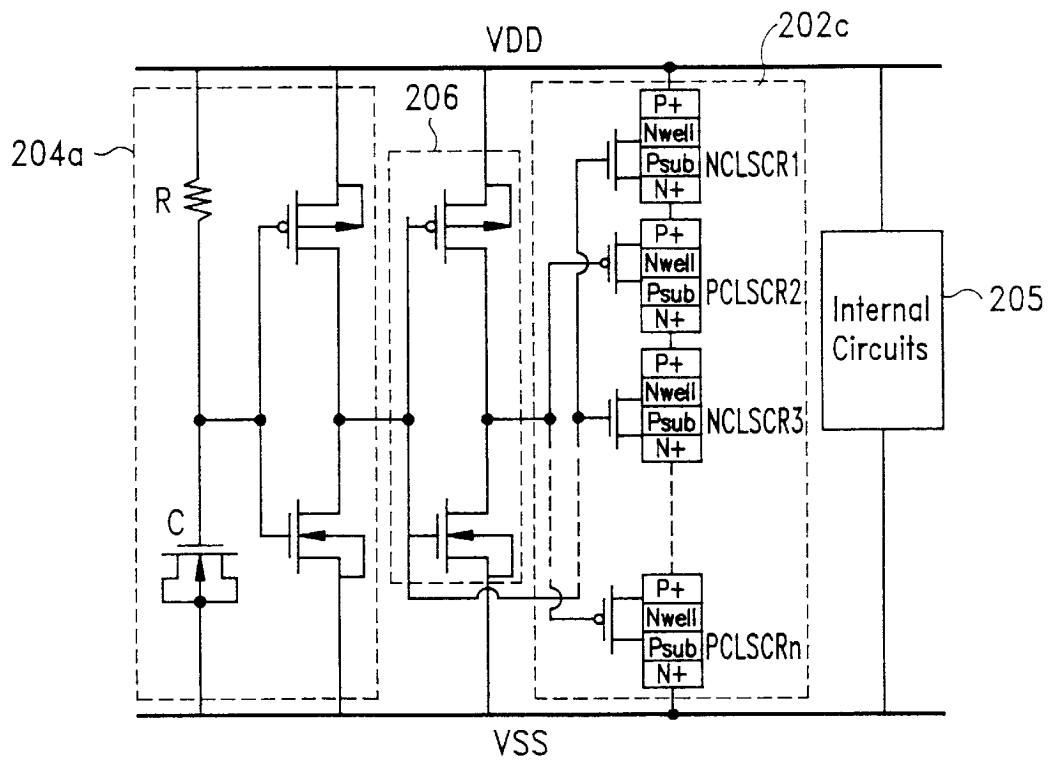 VDD
202c
204a
206
R
C
P+
Nwell
Psub
N+
NCLSCR1
P+
Nwell
Psub
N+
PCLSCR2
P+
Nwell
Psub
N+
NCLSCR3
P+
Nwell
Psub
N+
PCLSCRn
Internal
Circuits
205
VSS